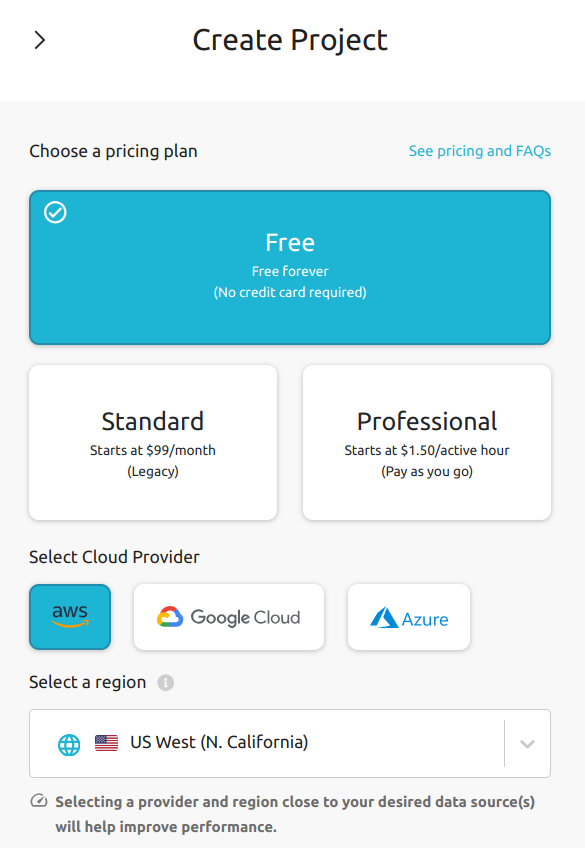 Create Project
Choose a pricing plan
See pricing and FAQs
Free
Free forever
(No credit card required)
Standard
Starts at $99/month
(Legacy)
Professional
Starts at $1.50/active hour
(Pay as you go)
Select Cloud Provider
aws
Google Cloud
Azure
Select a region
US West (N. California)
Selecting a provider and region close to your desired data source(s)
will help improve performance.